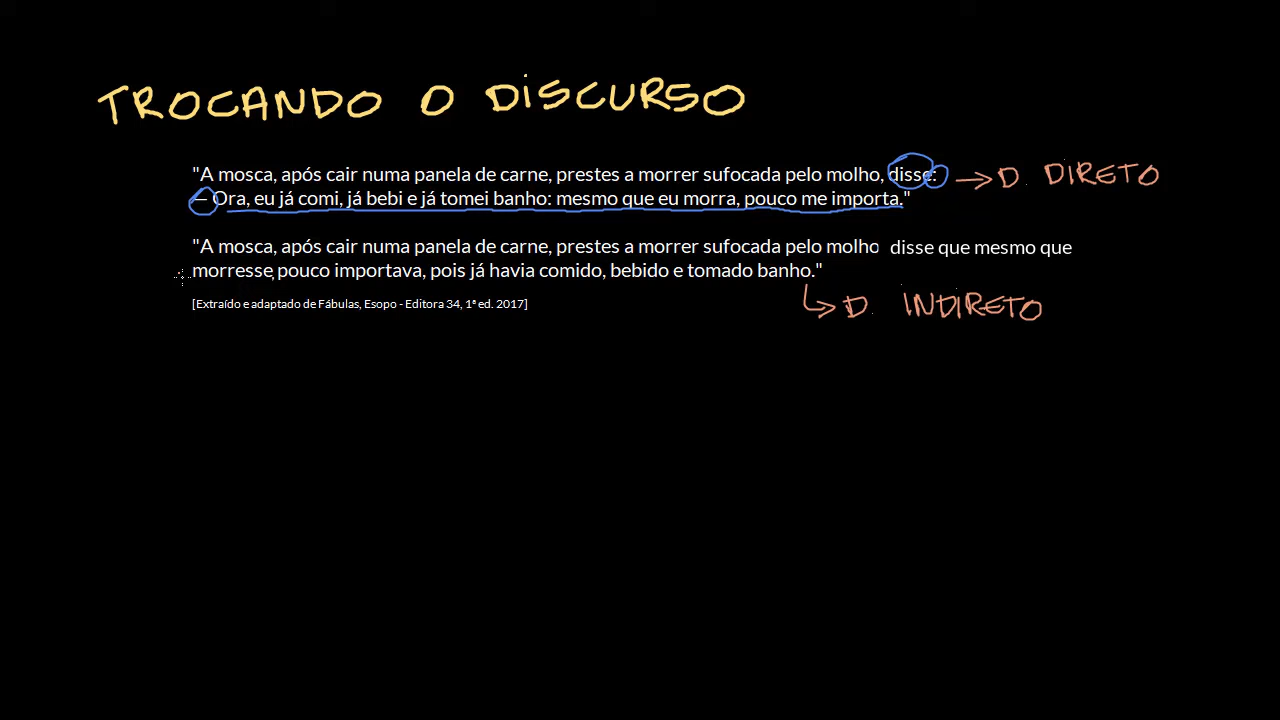 TROCANDO O DISCURSO
"A mosca, após cair numa panela de carne, prestes a morrer sufocada pelo molho, disse: → D. DIRETO
— Ora, eu já comi, já bebi e já tomei banho: mesmo que eu morra, pouco me importa."
"A mosca, após cair numa panela de carne, prestes a morrer sufocada pelo molho disse que mesmo que
morresse, pouco importava, pois já havia comido, bebido e tomado banho."
[Extraído e adaptado de Fábulas, Esopo - Editora 34, 1ª ed. 2017]
↳ D. INDIRETO